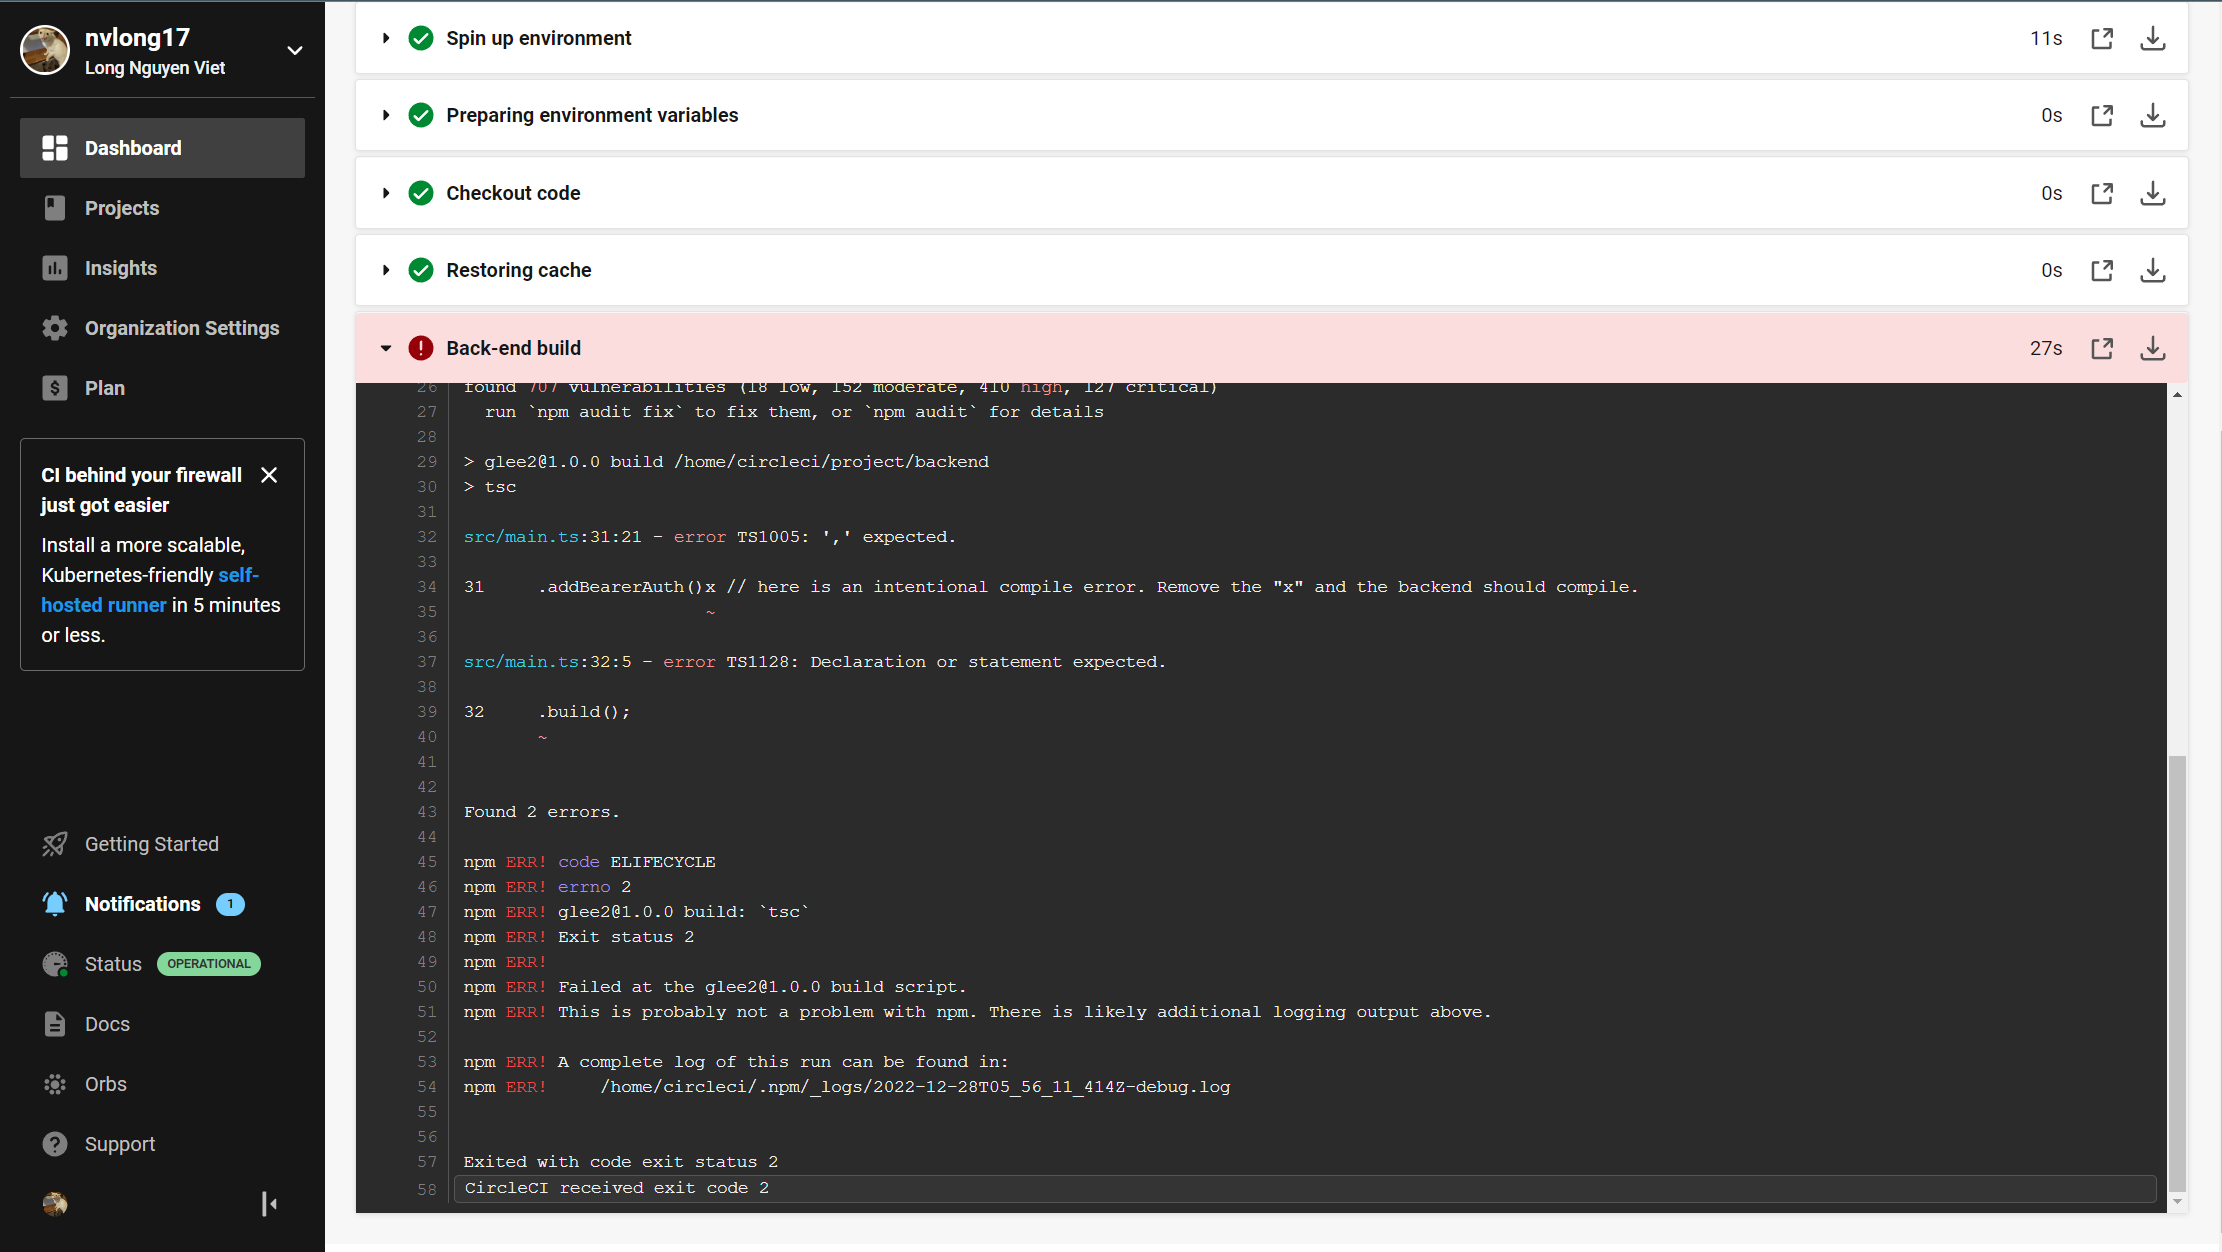 nvlong17
Long Nguyen Viet
Dashboard
Projects
Insights
Organization Settings
Plan
CI behind your firewall
just got easier
Install a more scalable,
Kubernetes-friendly self-
hosted runner in 5 minutes
or less.
Getting Started
Notifications 1
Status OPERATIONAL
Docs
Orbs
Support
Spin up environment 11s
Preparing environment variables 0s
Checkout code 0s
Restoring cache 0s
Back-end build 27s
26 found 707 vulnerabilities (18 low, 152 moderate, 410 high, 127 critical)
27   run `npm audit fix` to fix them, or `npm audit` for details
28
29 > glee2@1.0.0 build /home/circleci/project/backend
30 > tsc
31
32 src/main.ts:31:21 - error TS1005: ',' expected.
33
34 31     .addBearerAuth()x // here is an intentional compile error. Remove the "x" and the backend should compile.
35 ~
36
37 src/main.ts:32:5 - error TS1128: Declaration or statement expected.
38
39 32     .build();
40 ~
41
42
43 Found 2 errors.
44
45 npm ERR! code ELIFECYCLE
46 npm ERR! errno 2
47 npm ERR! glee2@1.0.0 build: `tsc`
48 npm ERR! Exit status 2
49 npm ERR!
50 npm ERR! Failed at the glee2@1.0.0 build script.
51 npm ERR! This is probably not a problem with npm. There is likely additional logging output above.
52
53 npm ERR! A complete log of this run can be found in:
54 npm ERR!     /home/circleci/.npm/_logs/2022-12-28T05_56_11_414Z-debug.log
55
56
57 Exited with code exit status 2
58 CircleCI received exit code 2